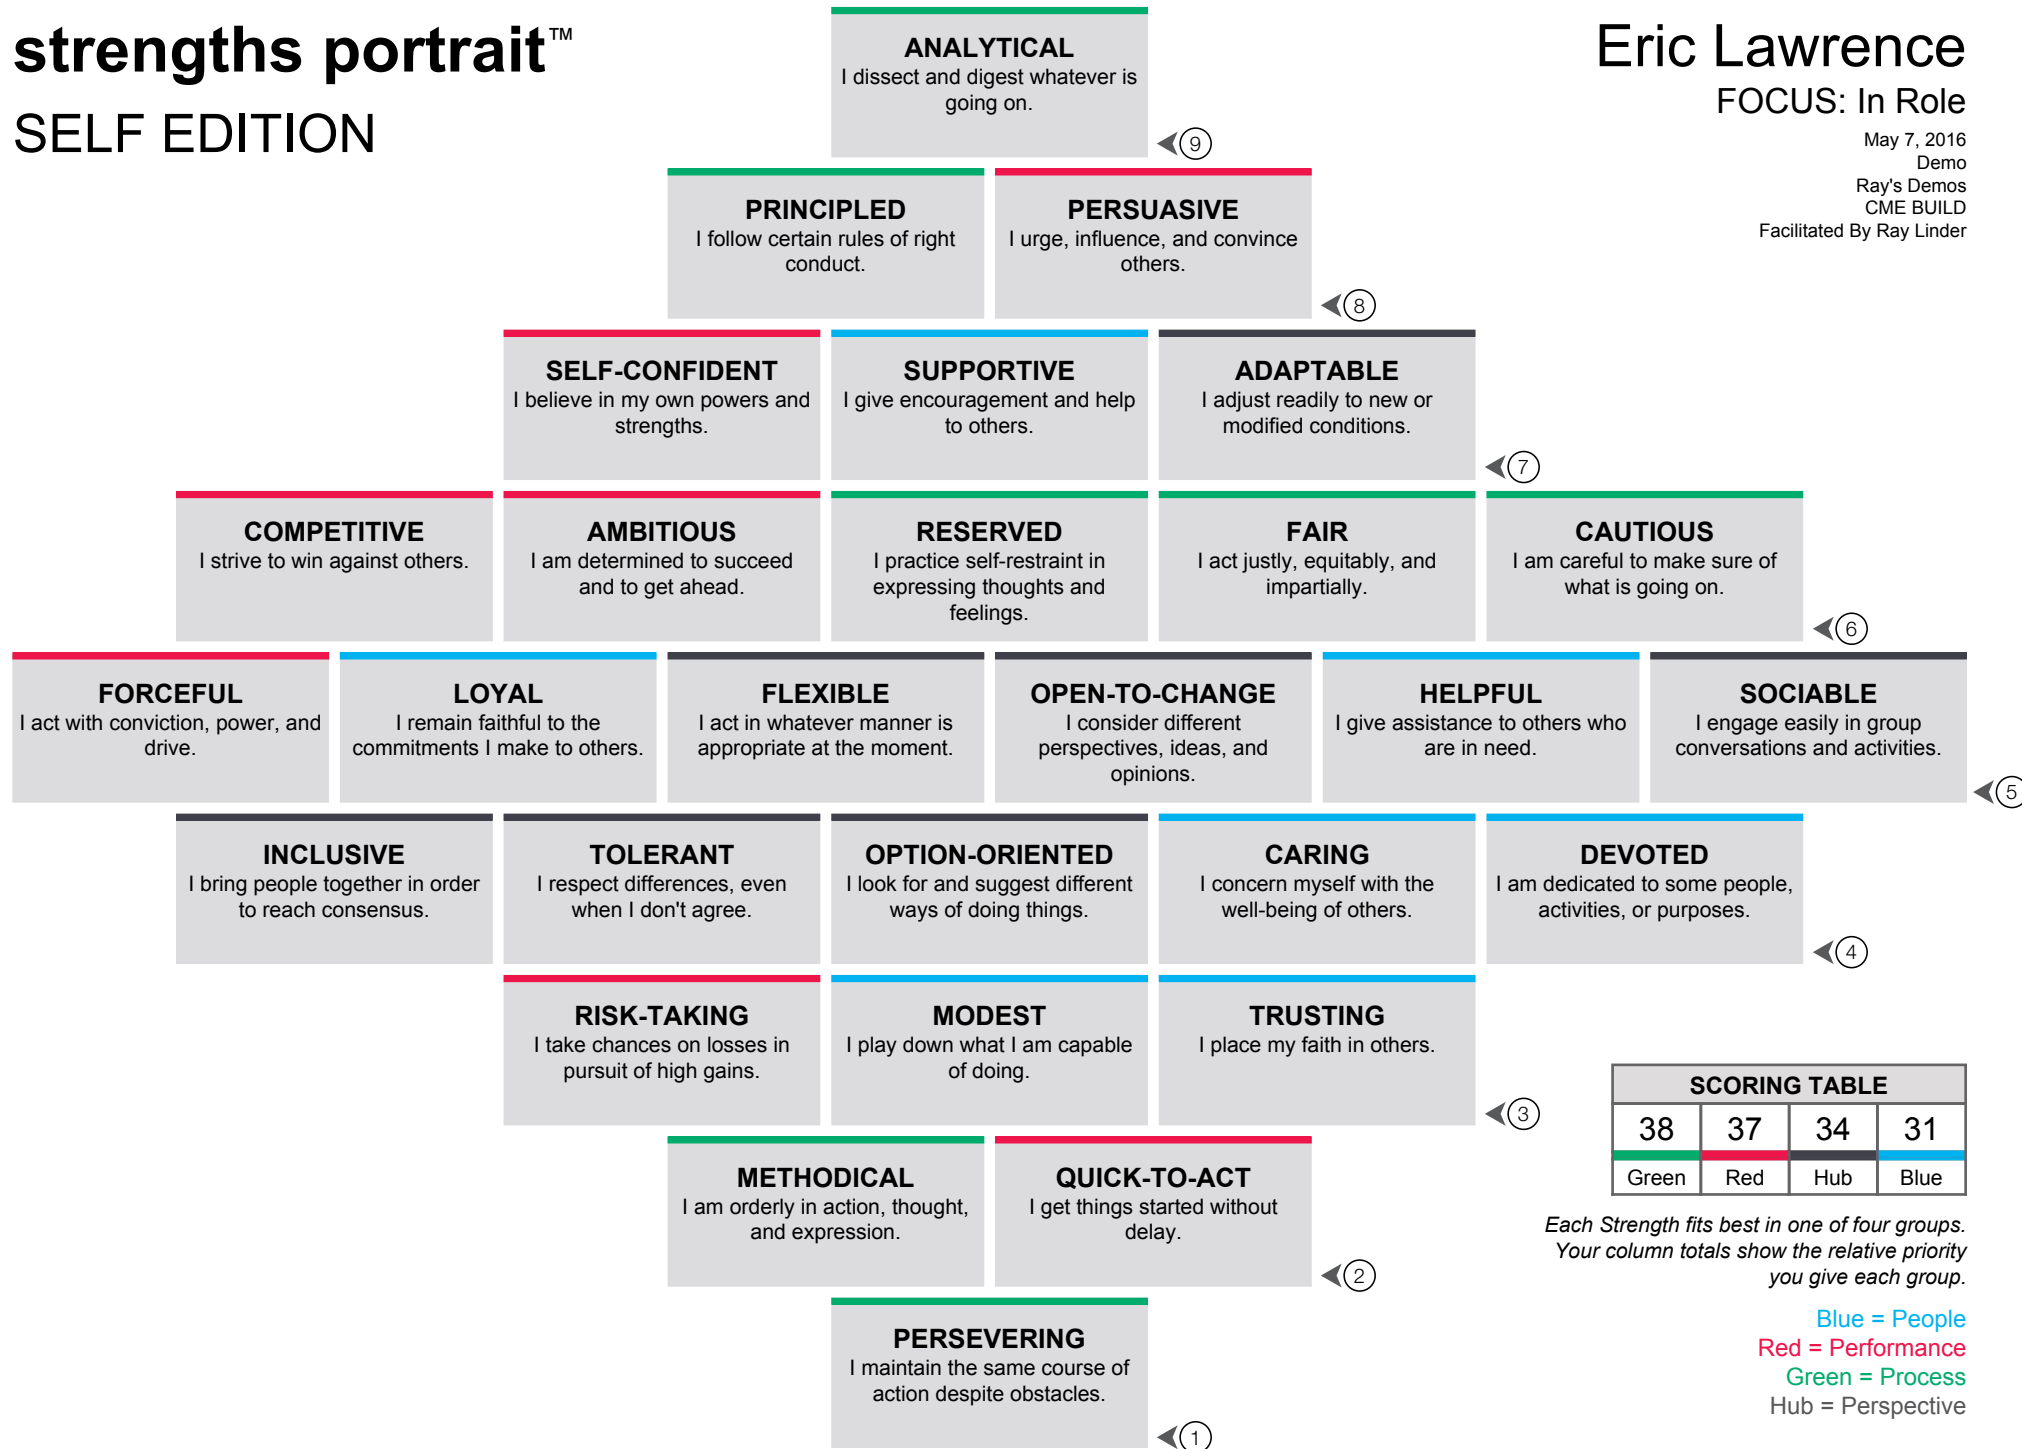 strengths portrait™
SELF EDITION
Eric Lawrence
FOCUS: In Role
May 7, 2016
Demo
Ray's Demos
CME BUILD
Facilitated By Ray Linder
ANALYTICAL
I dissect and digest whatever is
going on.
9
PRINCIPLED
I follow certain rules of right
conduct.
PERSUASIVE
I urge, influence, and convince
others.
8
SELF-CONFIDENT
I believe in my own powers and
strengths.
SUPPORTIVE
I give encouragement and help
to others.
ADAPTABLE
I adjust readily to new or
modified conditions.
7
COMPETITIVE
I strive to win against others.
AMBITIOUS
I am determined to succeed
and to get ahead.
RESERVED
I practice self-restraint in
expressing thoughts and
feelings.
FAIR
I act justly, equitably, and
impartially.
CAUTIOUS
I am careful to make sure of
what is going on.
6
FORCEFUL
I act with conviction, power, and
drive.
LOYAL
I remain faithful to the
commitments I make to others.
FLEXIBLE
I act in whatever manner is
appropriate at the moment.
OPEN-TO-CHANGE
I consider different
perspectives, ideas, and
opinions.
HELPFUL
I give assistance to others who
are in need.
SOCIABLE
I engage easily in group
conversations and activities.
5
INCLUSIVE
I bring people together in order
to reach consensus.
TOLERANT
I respect differences, even
when I don't agree.
OPTION-ORIENTED
I look for and suggest different
ways of doing things.
CARING
I concern myself with the
well-being of others.
DEVOTED
I am dedicated to some people,
activities, or purposes.
4
RISK-TAKING
I take chances on losses in
pursuit of high gains.
MODEST
I play down what I am capable
of doing.
TRUSTING
I place my faith in others.
3
METHODICAL
I am orderly in action, thought,
and expression.
QUICK-TO-ACT
I get things started without
delay.
2
PERSEVERING
I maintain the same course of
action despite obstacles.
1
SCORING TABLE
38 37 34 31
Green Red Hub Blue
Each Strength fits best in one of four groups.
Your column totals show the relative priority
you give each group.
Blue = People
Red = Performance
Green = Process
Hub = Perspective